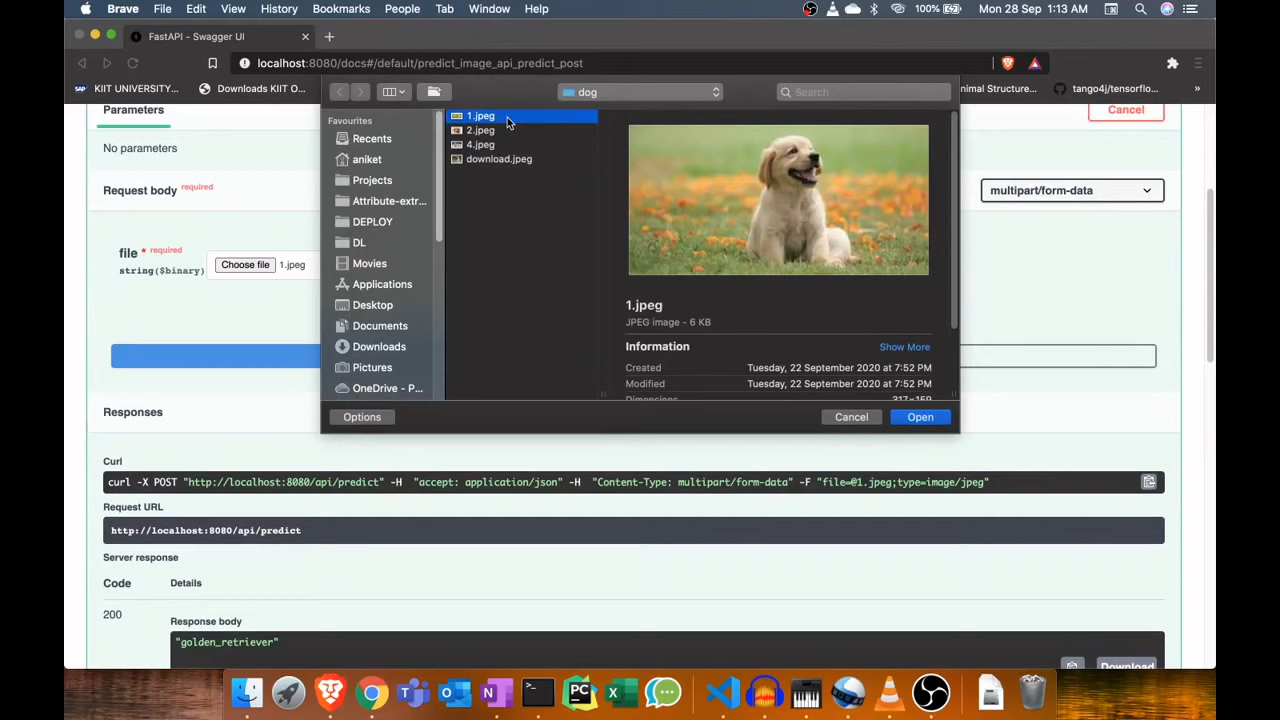 Brave File Edit View History Bookmarks People Tab Window Help 100% Mon 28 Sep 1:13 AM
FastAPI - Swagger UI
localhost:8080/docs#/default/predict_image_api_predict_post
KIIT UNIVERSITY... Downloads KIIT O... nimal Structure... tango4j/tensorflo... »
dog Search
Parameters Cancel
Favourites
Recents
aniket
Projects
Attribute-extr...
DEPLOY
DL
Movies
Applications
Desktop
Documents
Downloads
Pictures
OneDrive - P...
1.jpeg
2.jpeg
4.jpeg
download.jpeg
1.jpeg
JPEG image - 6 KB
Information Show More
Created Tuesday, 22 September 2020 at 7:52 PM
Modified Tuesday, 22 September 2020 at 7:52 PM
Dimensions 317×159
Options Cancel Open
No parameters
Request body required multipart/form-data
file * required
string($binary) Choose file 1.jpeg
Responses
Curl
curl -X POST "http://localhost:8080/api/predict" -H "accept: application/json" -H "Content-Type: multipart/form-data" -F "file=@1.jpeg;type=image/jpeg"
Request URL
http://localhost:8080/api/predict
Server response
Code Details
200
Response body
"golden_retriever"
Download